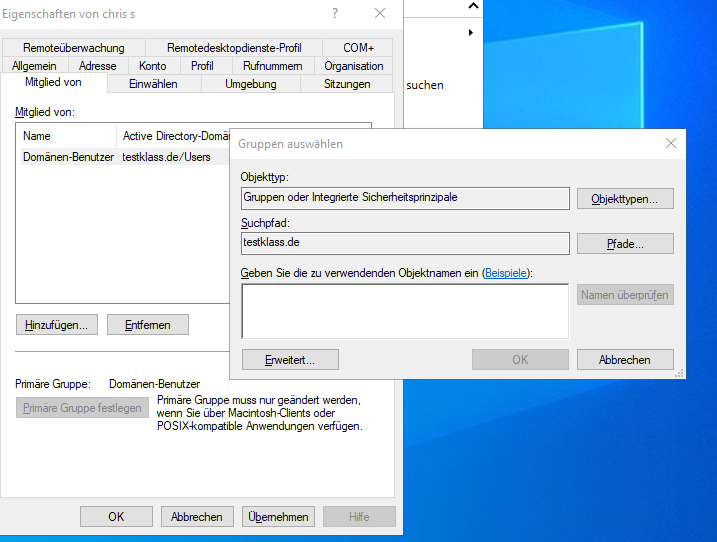 Eigenschaften von chris s
?
Remoteüberwachung Remotedesktopdienste-Profil COM+
Allgemein Adresse Konto Profil Rufnummern Organisation
Mitglied von Einwählen Umgebung Sitzungen
suchen
Mitglied von:
Name Active Directory-Domä
Domänen-Benutzer testklass.de/Users
Gruppen auswählen
Objekttyp:
Gruppen oder Integrierte Sicherheitsprinzipale Objekttypen...
Suchpfad:
testklass.de Pfade...
Geben Sie die zu verwendenden Objektnamen ein (Beispiele):
Namen überprüfen
Erweitert... OK Abbrechen
Hinzufügen... Entfernen
Primäre Gruppe: Domänen-Benutzer
Primäre Gruppe festlegen
Primäre Gruppe muss nur geändert werden,
wenn Sie über Macintosh-Clients oder
POSIX-kompatible Anwendungen verfügen.
OK Abbrechen Übernehmen Hilfe